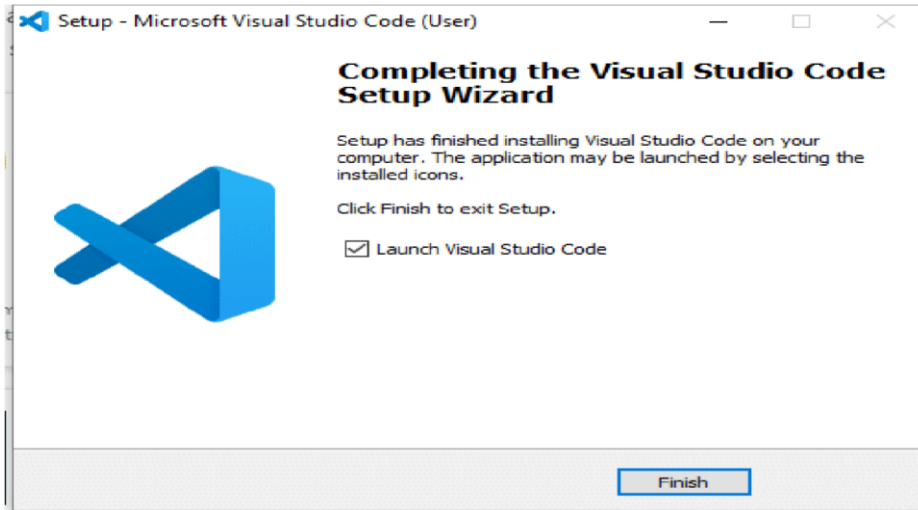 Setup - Microsoft Visual Studio Code (User)
Completing the Visual Studio Code
Setup Wizard
Setup has finished installing Visual Studio Code on your
computer. The application may be launched by selecting the
installed icons.
Click Finish to exit Setup.
Launch Visual Studio Code
Finish